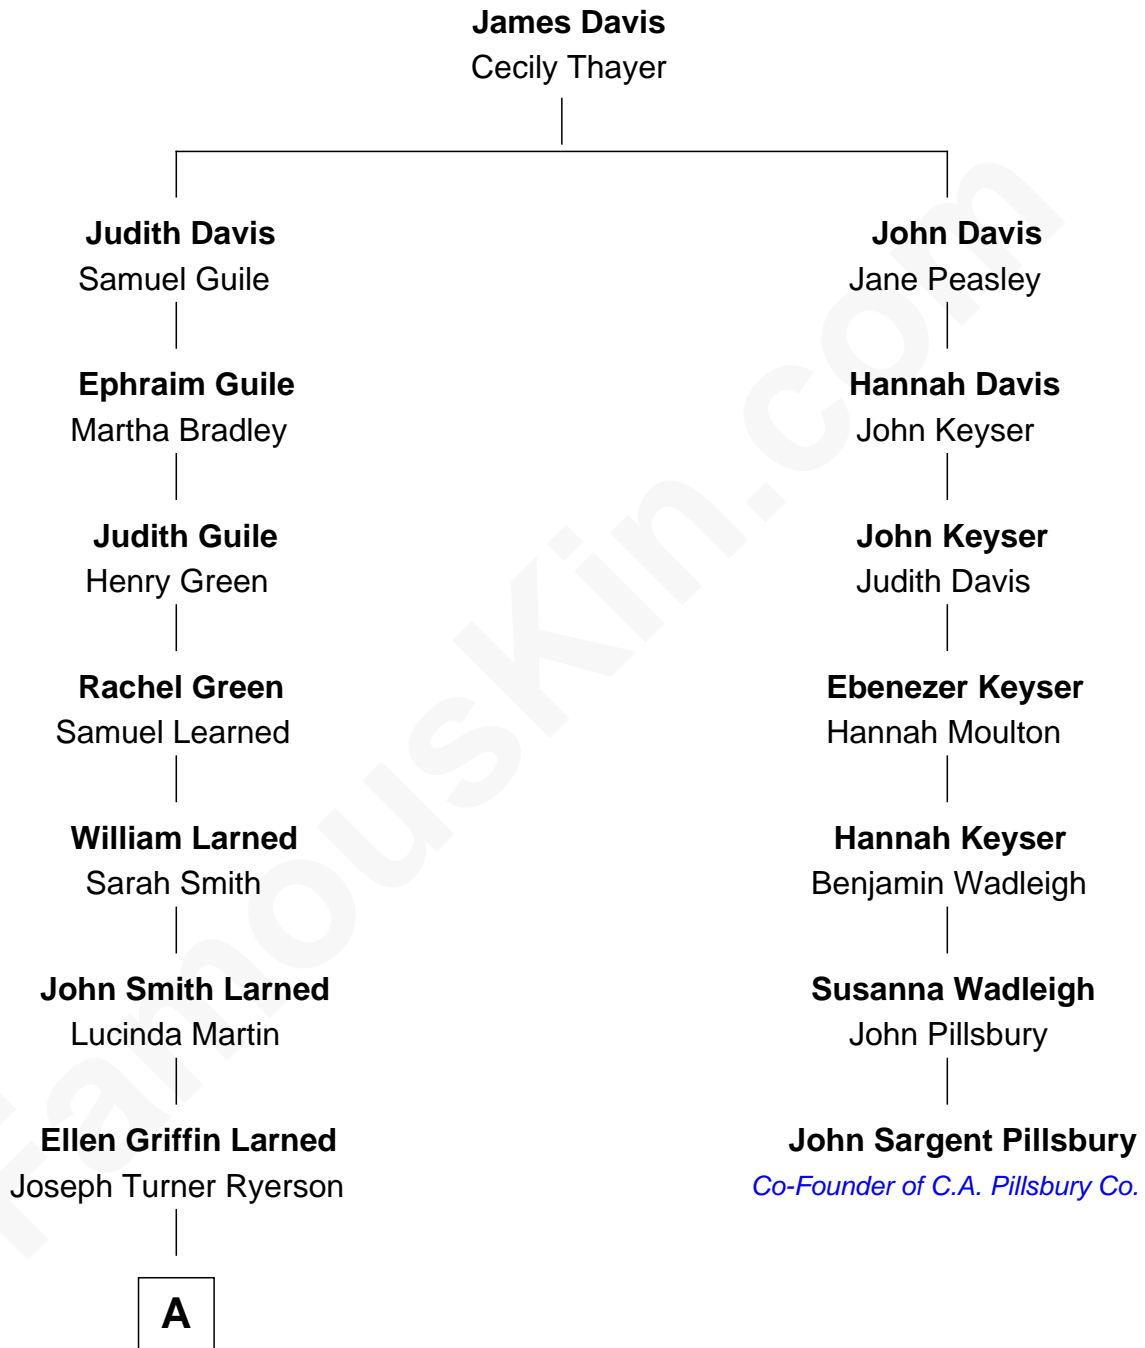 James Davis
Cecily Thayer
Judith Davis
Samuel Guile
John Davis
Jane Peasley
Ephraim Guile
Martha Bradley
Hannah Davis
John Keyser
Judith Guile
Henry Green
John Keyser
Judith Davis
Rachel Green
Samuel Learned
Ebenezer Keyser
Hannah Moulton
William Larned
Sarah Smith
Hannah Keyser
Benjamin Wadleigh
John Smith Larned
Lucinda Martin
Susanna Wadleigh
John Pillsbury
Ellen Griffin Larned
Joseph Turner Ryerson
John Sargent Pillsbury
Co-Founder of C.A. Pillsbury Co.
A
FamousKin.com